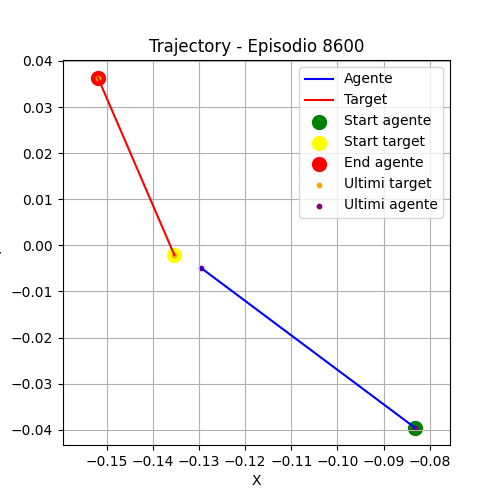 Trajectory - Episodio 8600
0.04
0.03
0.02
0.01
0.00
−0.01
−0.02
−0.03
−0.04
Agente
Target
Start agente
Start target
End agente
Ultimi target
Ultimi agente
−0.15 −0.14 −0.13 −0.12 −0.11 −0.10 −0.09 −0.08
X